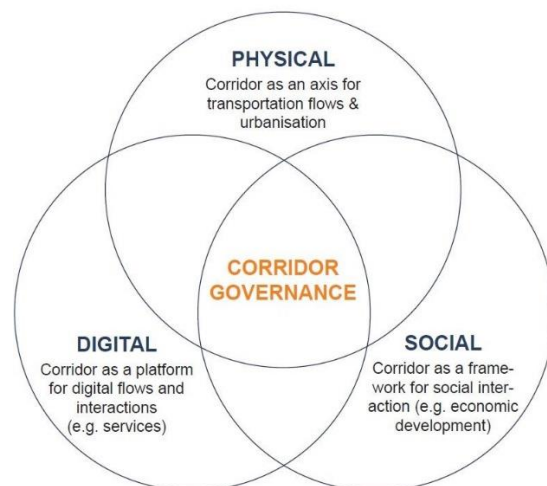 PHYSICAL
Corridor as an axis for
transportation flows &
urbanisation
CORRIDOR
GOVERNANCE
DIGITAL
Corridor as a platform
for digital flows and
interactions
(e.g. services)
SOCIAL
Corridor as a frame-
work for social inter-
action (e.g. economic
development)